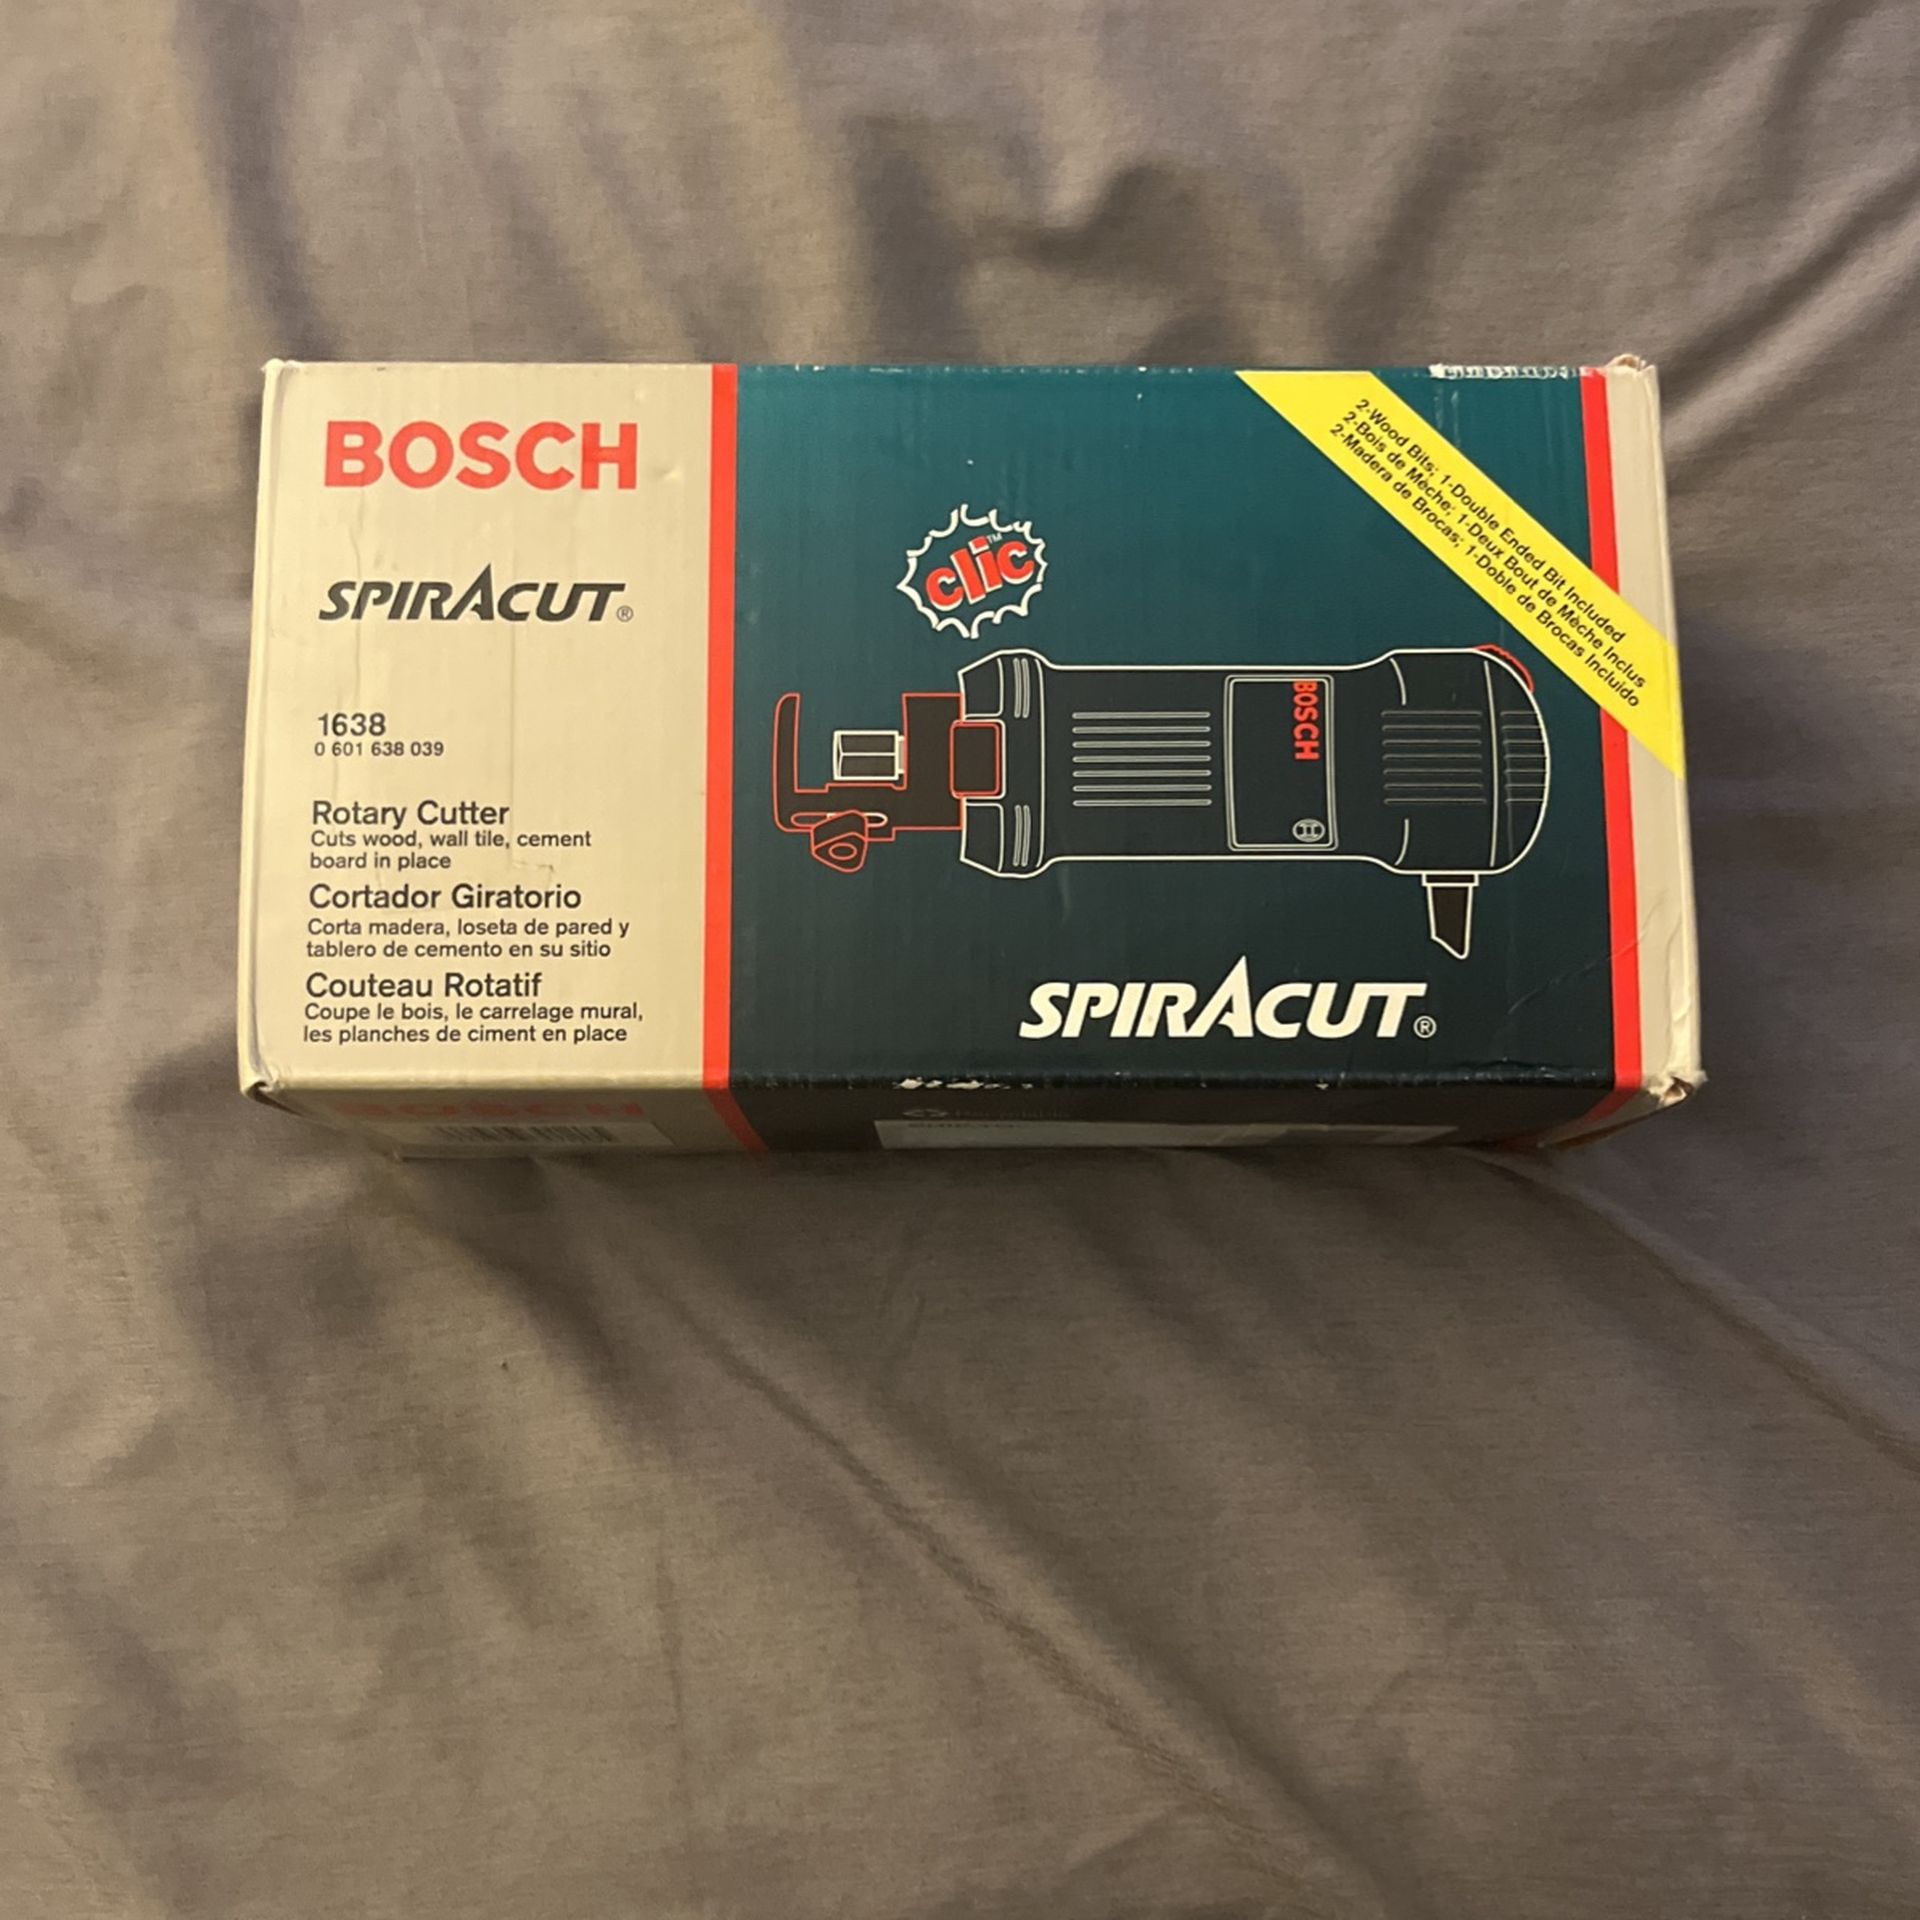 BOSCH
SPIRACUT®
1638
0 601 638 039
Rotary Cutter
Cuts wood, wall tile, cement
board in place
Cortador Giratorio
Corta madera, loseta de pared y
tablero de cemento en su sitio
Couteau Rotatif
Coupe le bois, le carrelage mural,
les planches de ciment en place
clic™
BOSCH
SPIRACUT®
2-Wood Bits; 1-Double Ended Bit Included
2-Bois de Mèche; 1-Deux Bout de Mèche Inclus
2-Madera de Brocas; 1-Doble de Brocas Incluido
BOSCH